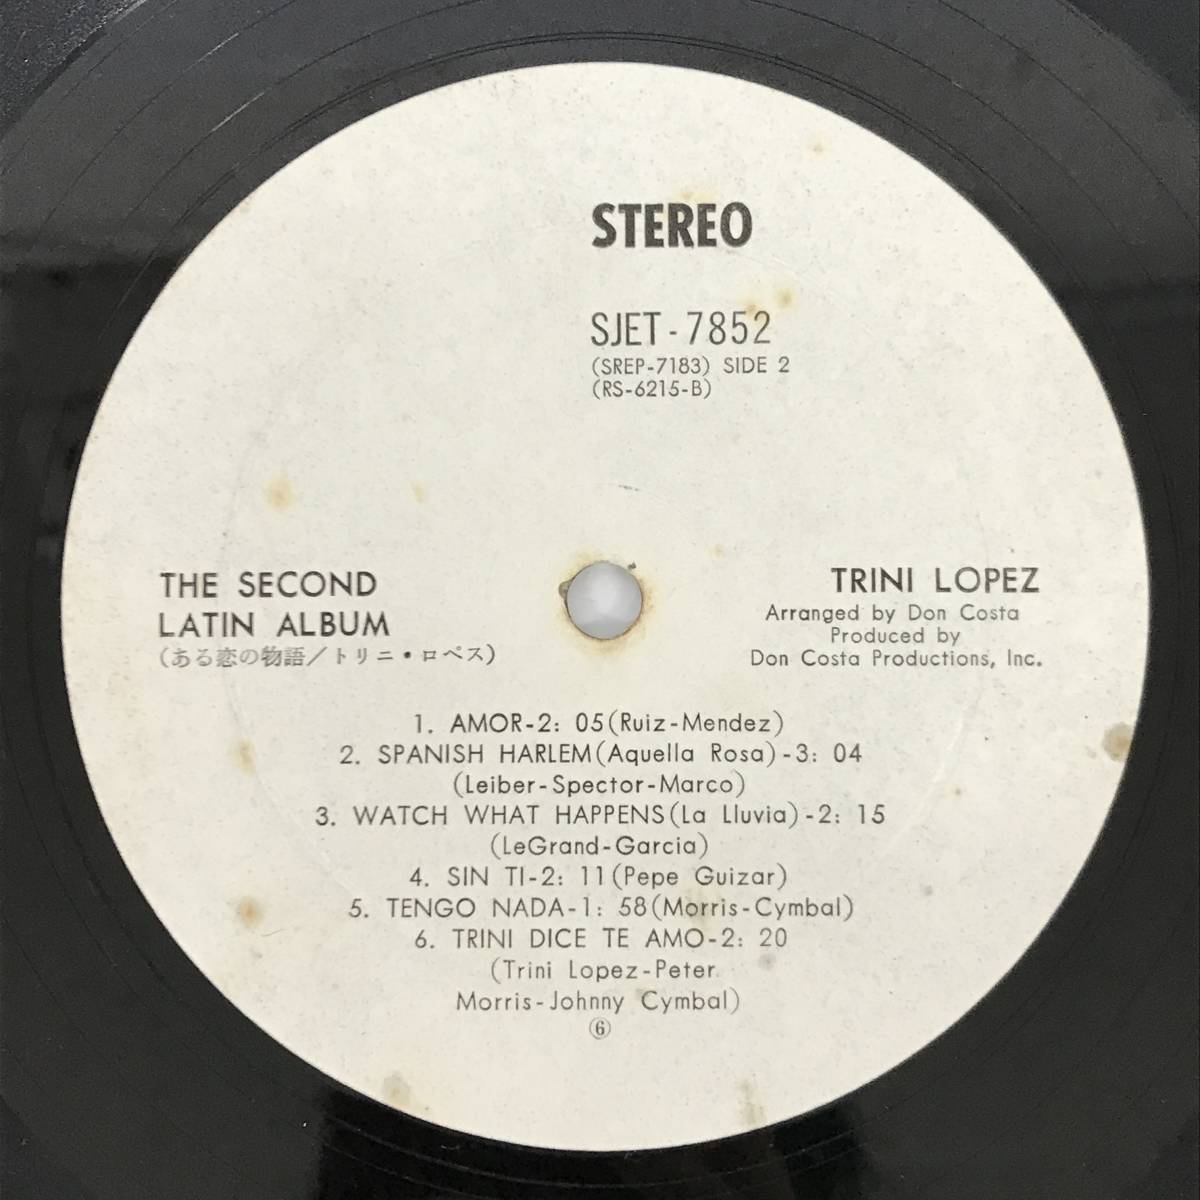 STEREO
SJET-7852
(SREP-7183) SIDE 2
(RS-6215-B)
THE SECOND
LATIN ALBUM
(ある恋の物語/トリニ・ロペス)
TRINI LOPEZ
Arranged by Don Costa
Produced by
Don Costa Productions, Inc.
1. AMOR-2: 05(Ruiz-Mendez)
2. SPANISH HARLEM(Aquella Rosa)-3: 04
(Leiber-Spector-Marco)
3. WATCH WHAT HAPPENS(La Lluvia)-2: 15
(LeGrand-Garcia)
4. SIN TI-2: 11(Pepe Guizar)
5. TENGO NADA-1: 58(Morris-Cymbal)
6. TRINI DICE TE AMO-2: 20
(Trini Lopez-Peter
Morris-Johnny Cymbal)
⑥